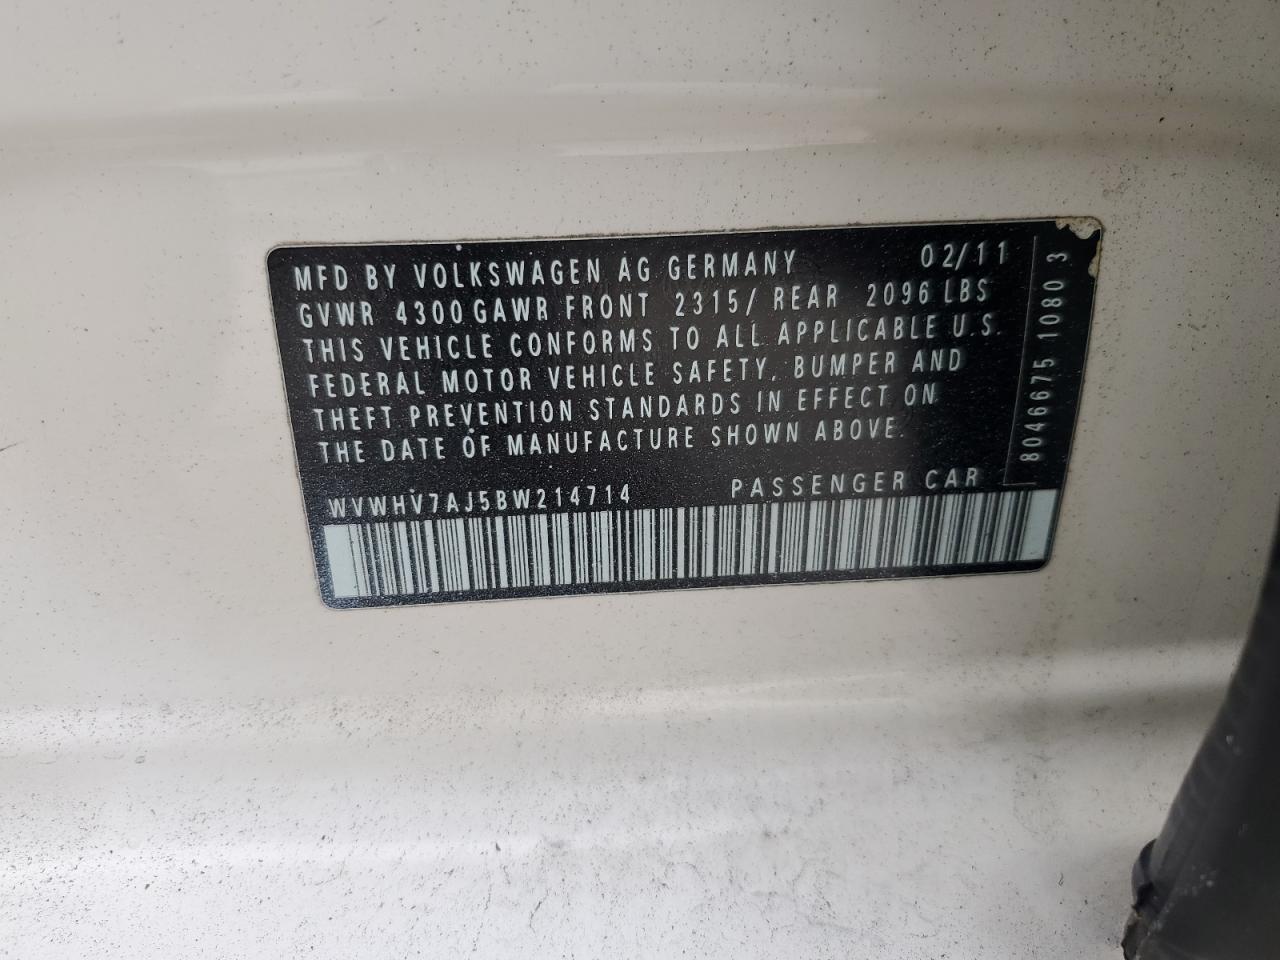 MFD BY VOLKSWAGEN AG GERMANY 02/11
GVWR 4300 GAWR FRONT 2315/ REAR 2096 LBS
THIS VEHICLE CONFORMS TO ALL APPLICABLE U.S.
FEDERAL MOTOR VEHICLE SAFETY, BUMPER AND
THEFT PREVENTION STANDARDS IN EFFECT ON
THE DATE OF MANUFACTURE SHOWN ABOVE.
WVWHV7AJ5BW214714 PASSENGER CAR
8046675 1080 3